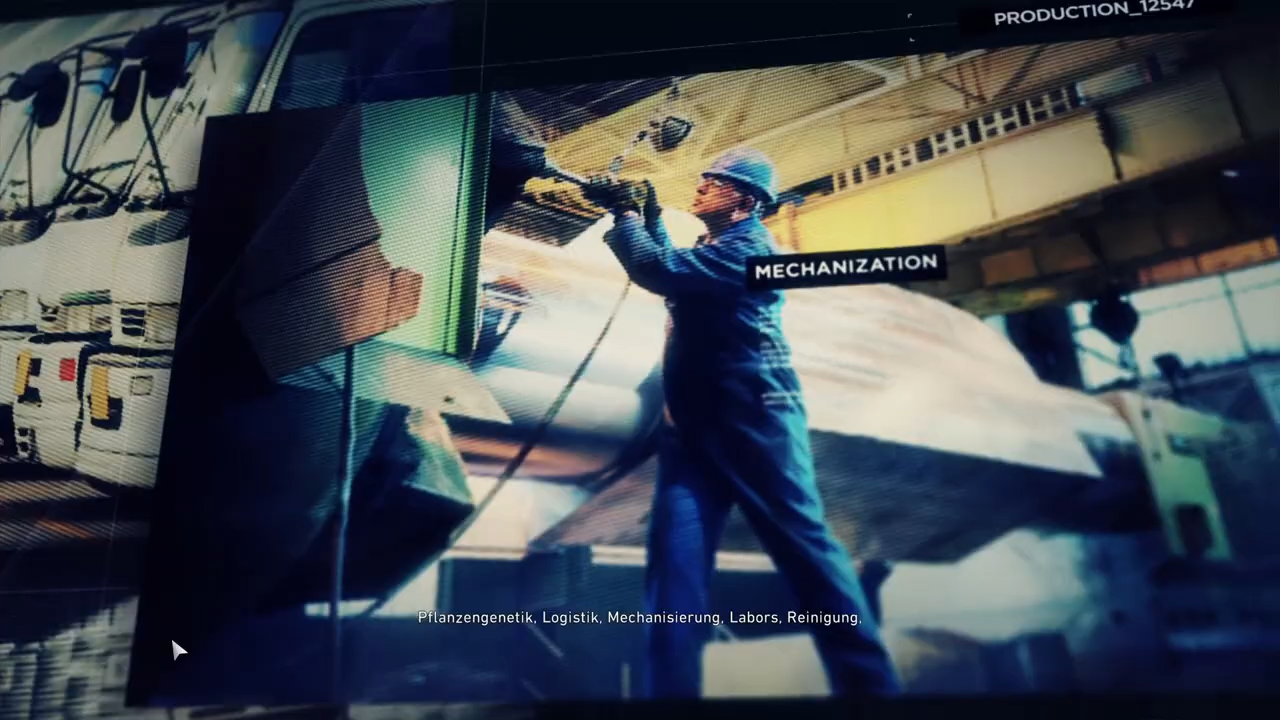 PRODUCTION_12547
MECHANIZATION
Pflanzengenetik, Logistik, Mechanisierung, Labors, Reinigung,